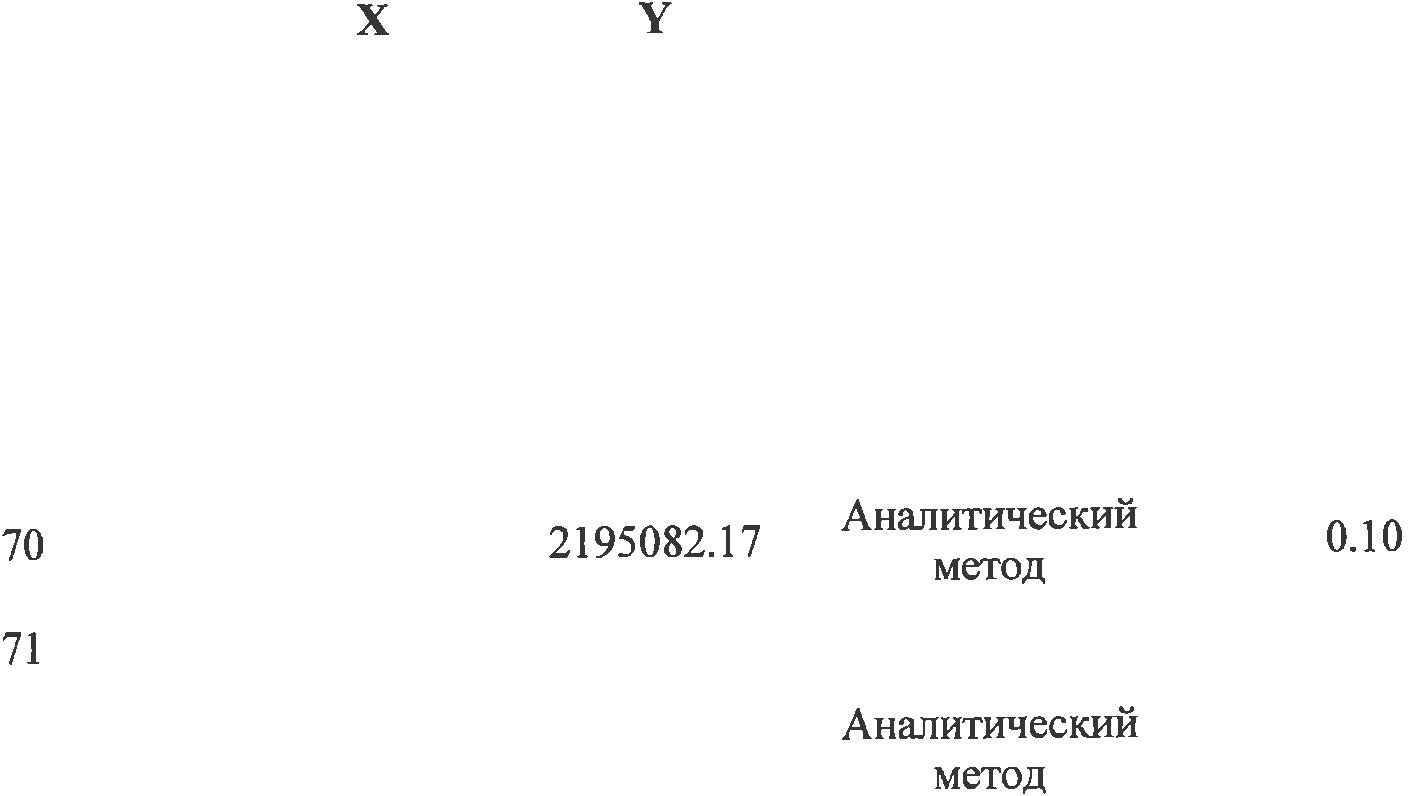 X Y
70 2195082.17 Аналитический метод 0.10
71
Аналитический
метод